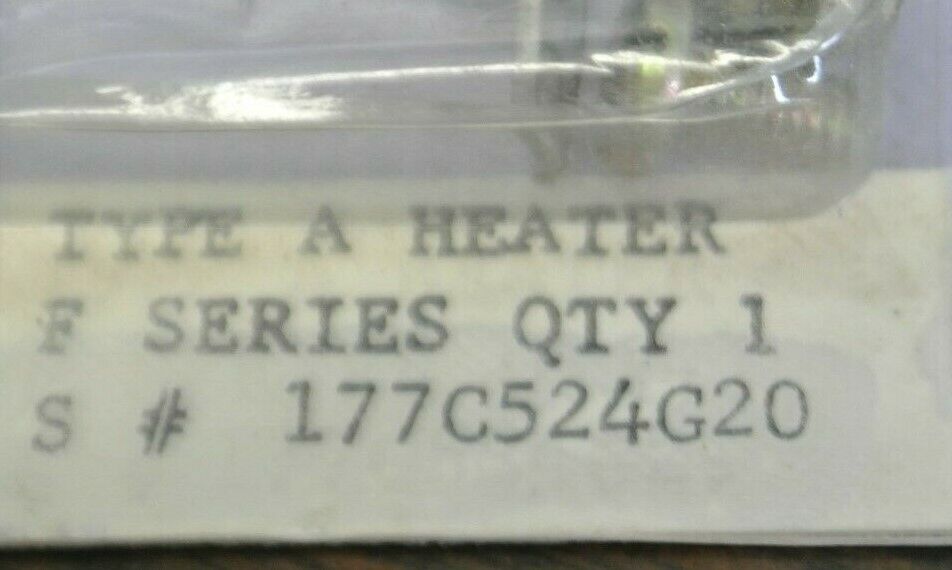 TYPE A HEATER
F SERIES QTY 1
S # 177C524G20